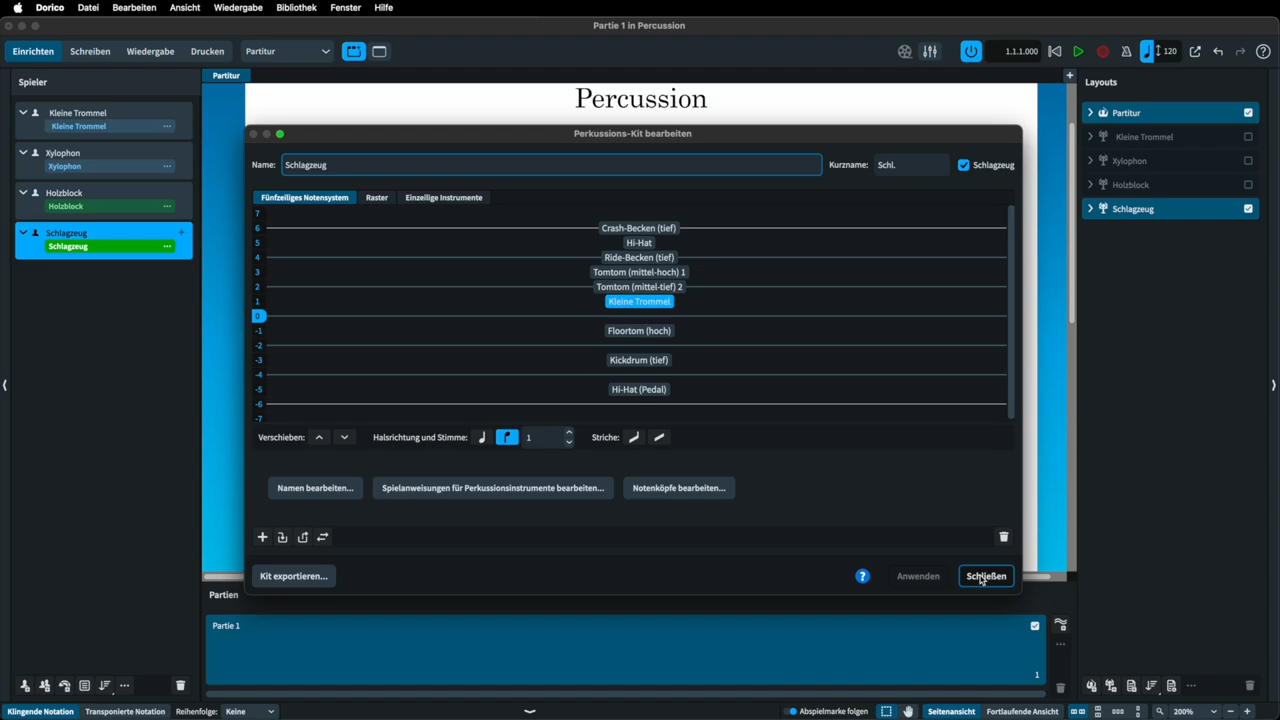 Dorico Datei Bearbeiten Ansicht Wiedergabe Bibliothek Fenster Hilfe
Partie 1 in Percussion
Einrichten Schreiben Wiedergabe Drucken Partitur 1.1.1.000 120
Spieler
Partitur
Layouts
Kleine Trommel
Kleine Trommel
Xylophon
Xylophon
Holzblock
Holzblock
Schlagzeug
Schlagzeug
Percussion
Perkussions-Kit bearbeiten
Name: Schlagzeug Kurzname: Schl. Schlagzeug
Fünfzeiliges Notensystem Raster Einzeilige Instrumente
7
6 Crash-Becken (tief)
5 Hi-Hat
4 Ride-Becken (tief)
3 Tomtom (mittel-hoch) 1
2 Tomtom (mittel-tief) 2
1 Kleine Trommel
0
-1 Floortom (hoch)
-2
-3 Kickdrum (tief)
-4
-5 Hi-Hat (Pedal)
-6
-7
Verschieben: Halsrichtung und Stimme: 1 Striche:
Namen bearbeiten... Spielanweisungen für Perkussionsinstrumente bearbeiten... Notenköpfe bearbeiten...
Kit exportieren... ? Anwenden Schließen
Partitur
Kleine Trommel
Xylophon
Holzblock
Schlagzeug
Partien
Partie 1
1
Klingende Notation Transponierte Notation Reihenfolge: Keine Abspielmarke folgen Seitenansicht Fortlaufende Ansicht 200%